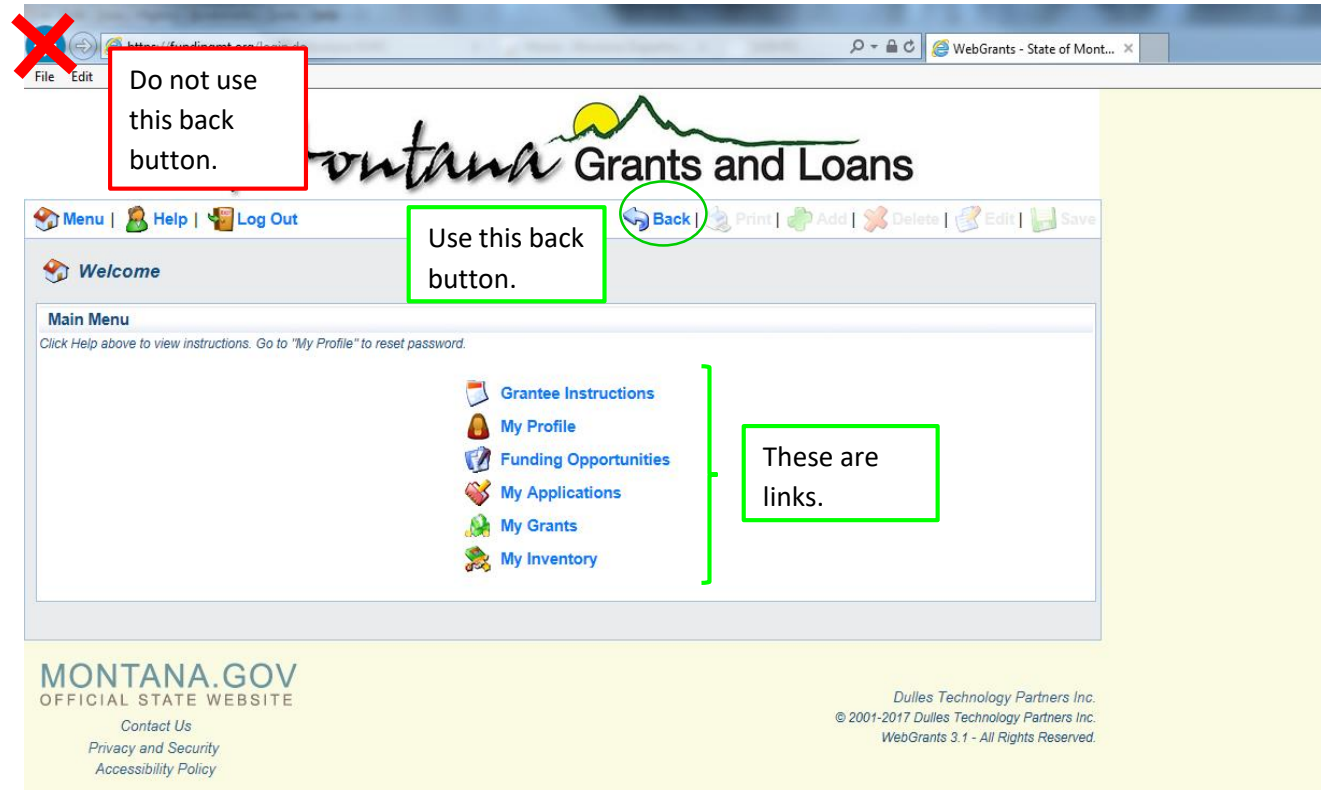 WebGrants - State of Mont...
File Edit
Do not use
this back
button.
Grants and Loans
Menu | Help | Log Out
Back | Print | Add | Delete | Edit | Save
Use this back
button.
Welcome
Main Menu
Click Help above to view instructions. Go to "My Profile" to reset password.
Grantee Instructions
My Profile
Funding Opportunities
My Applications
My Grants
My Inventory
These are
links.
MONTANA.GOV
OFFICIAL STATE WEBSITE
Contact Us
Privacy and Security
Accessibility Policy
Dulles Technology Partners Inc.
© 2001-2017 Dulles Technology Partners Inc.
WebGrants 3.1 - All Rights Reserved.